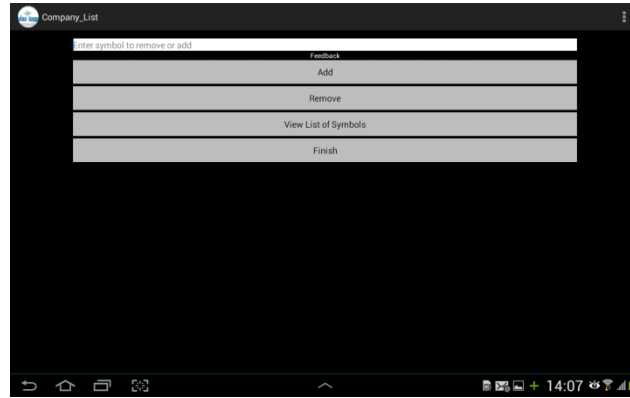 Company_List
Enter symbol to remove or add
Feedback
Add
Remove
View List of Symbols
Finish
14:07